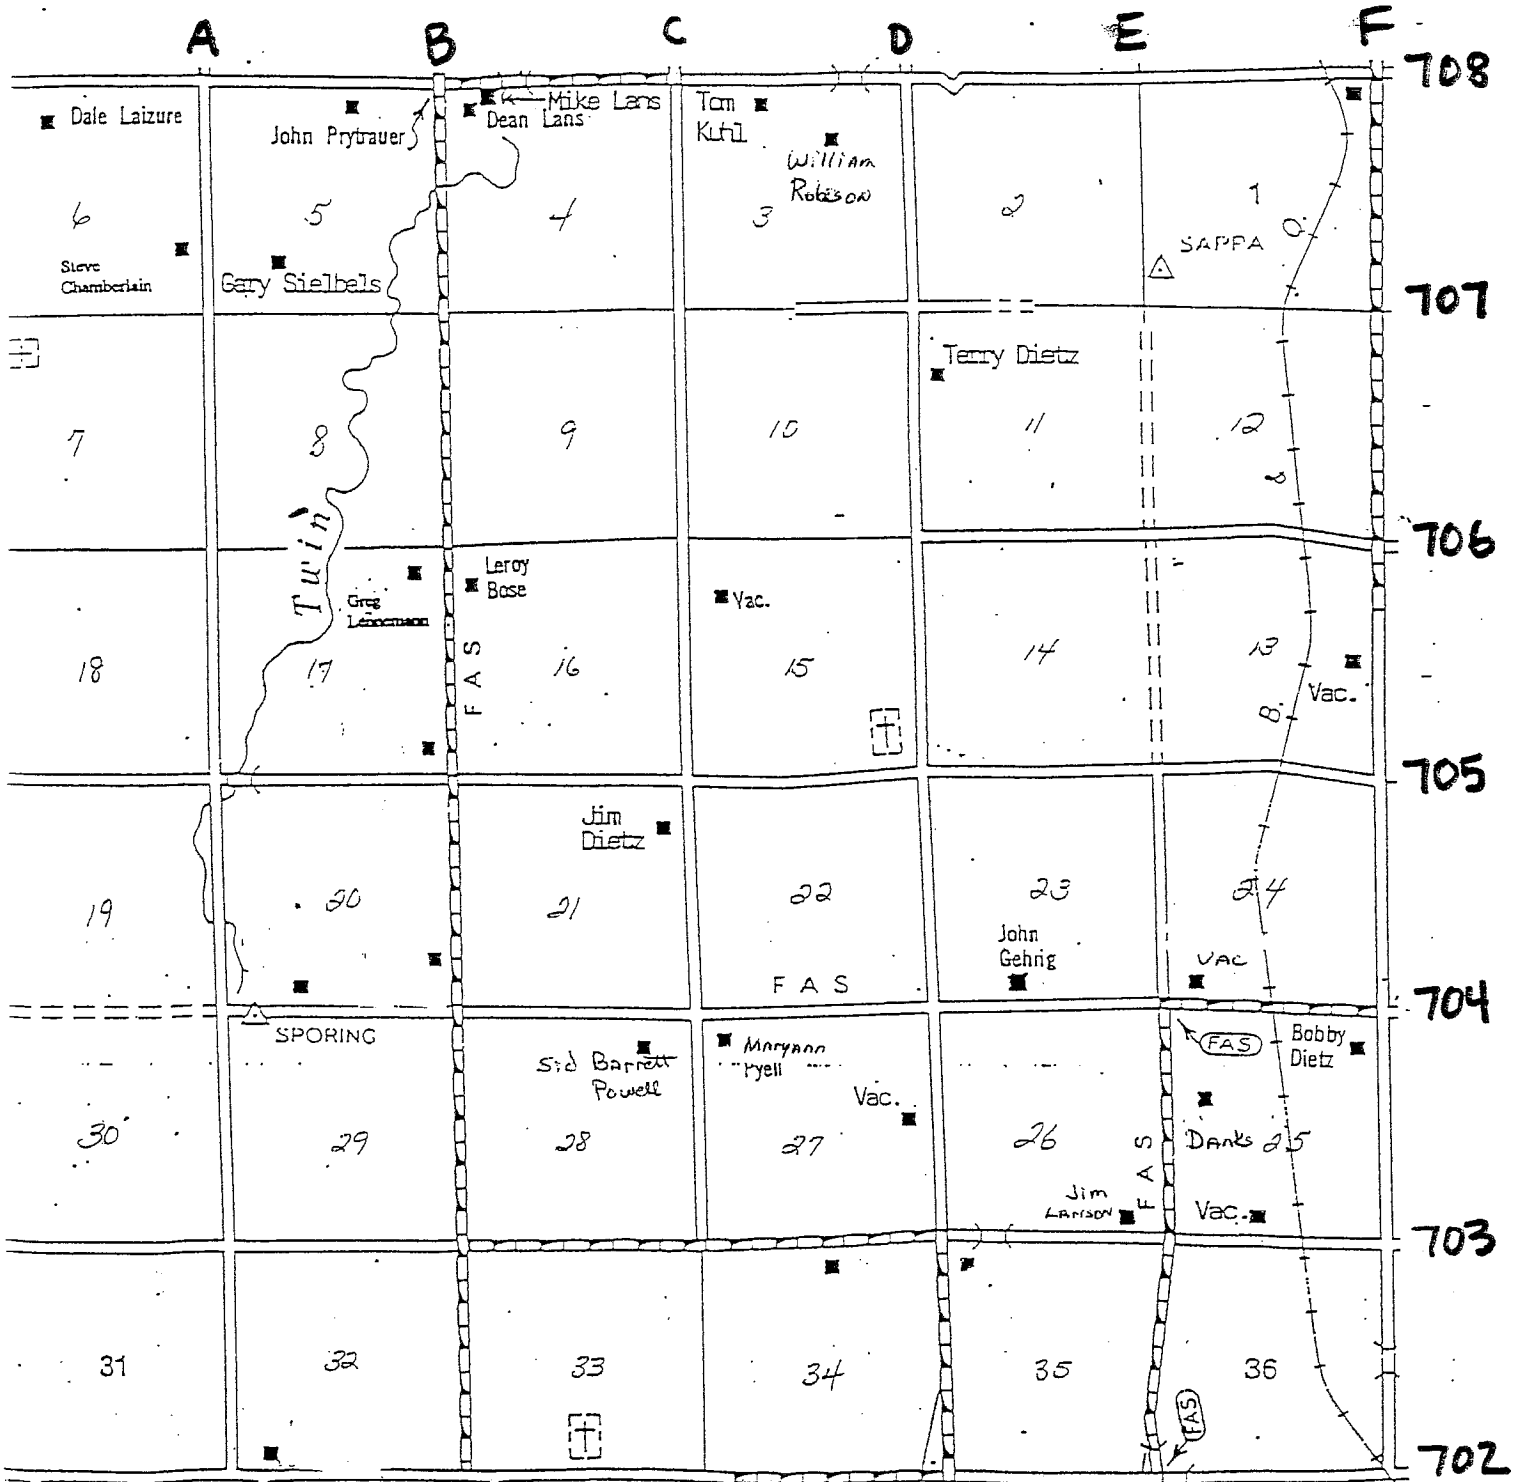 A B C D E F
708
Dale Laizure
John Prytrauer
Mike Lans
Dean Lans
Tom
Kuhl
William
Robison
6 5 4 3 2 1
Steve
Chamberlain
Gary Sielbels
SAPPA
Q.
707
Terry Dietz
7 8 9 10 11 12
&
Twin
706
Greg
Lennemann
Leroy
Bose
Vac.
18 17 16 15 14 13
FAS
Vac.
B.
705
Jim
Dietz
19 20 21 22 23 24
John
Gehrig
VAC
FAS
704
SPORING
Sid Barrett
Powell
Maryann
Vac.
FAS
Bobby
Dietz
30 29 28 27 26 25
Danks
FAS
Jim
Lamson
Vac.
703
31 32 33 34 35 36
FAS
702